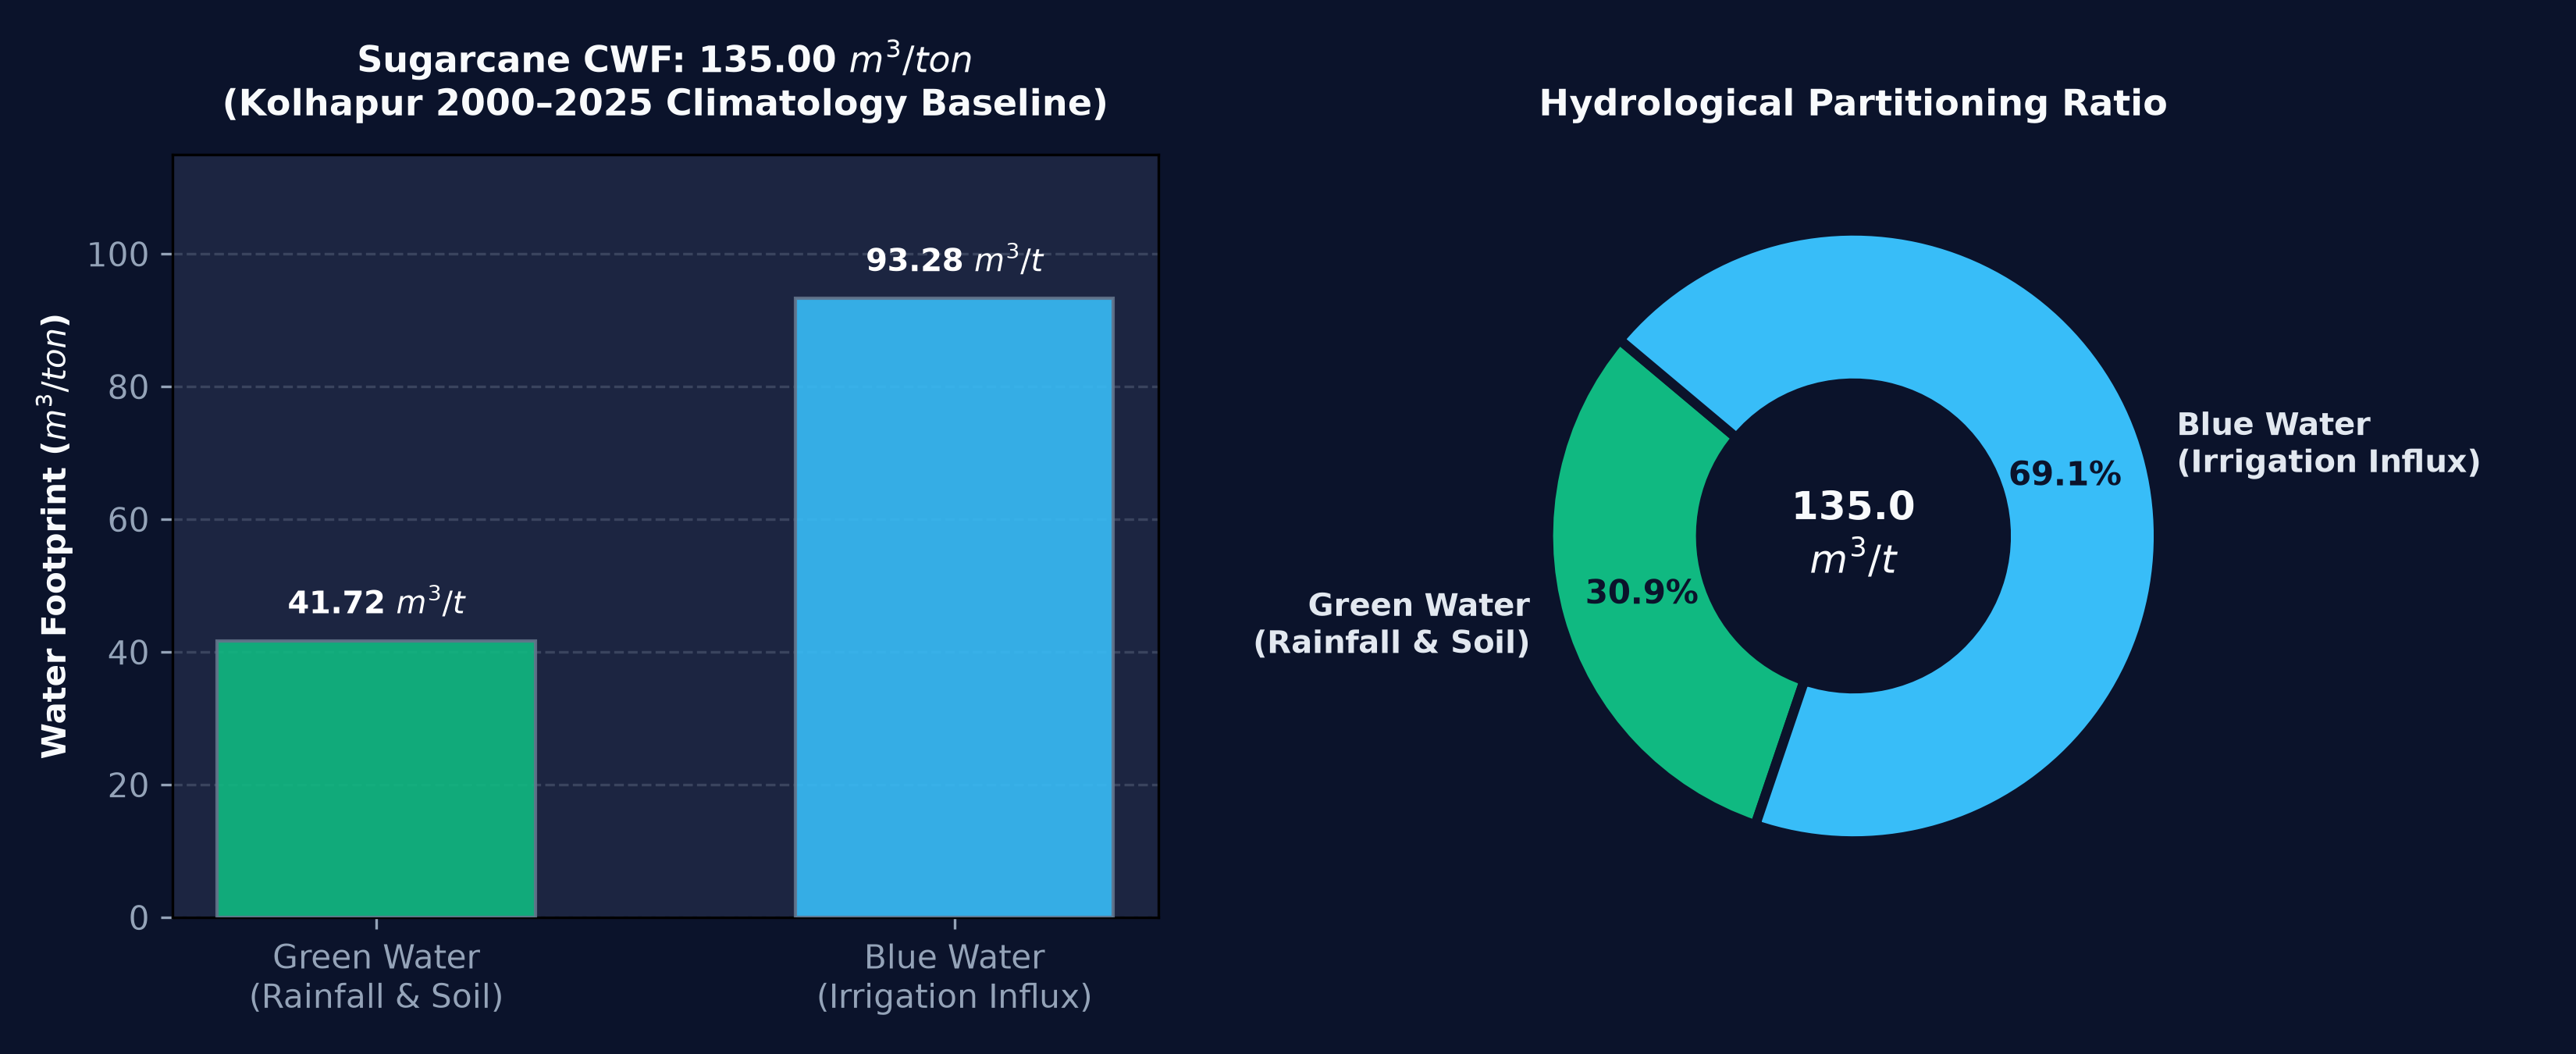 Sugarcane CWF: 135.00 m³/ton
(Kolhapur 2000–2025 Climatology Baseline)
Water Footprint (m³/ton)
100
80
60
40
20
0
41.72 m³/t
93.28 m³/t
Green Water
(Rainfall & Soil)
Blue Water
(Irrigation Influx)
Hydrological Partitioning Ratio
Blue Water
(Irrigation Influx)
69.1%
135.0
m³/t
30.9%
Green Water
(Rainfall & Soil)